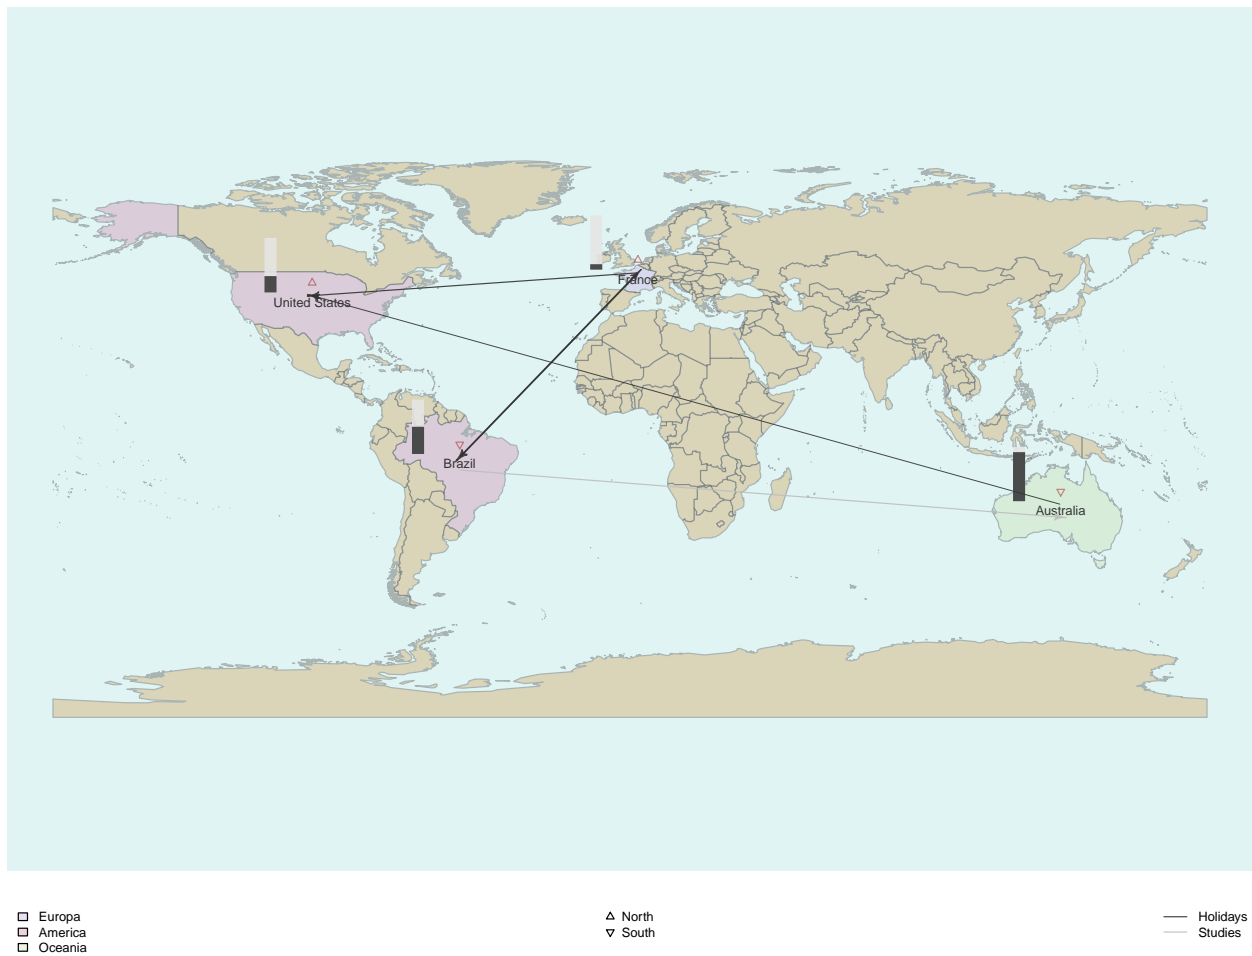 France
United States
Brazil
Australia
Europa
America
Oceania
North
South
Holidays
Studies